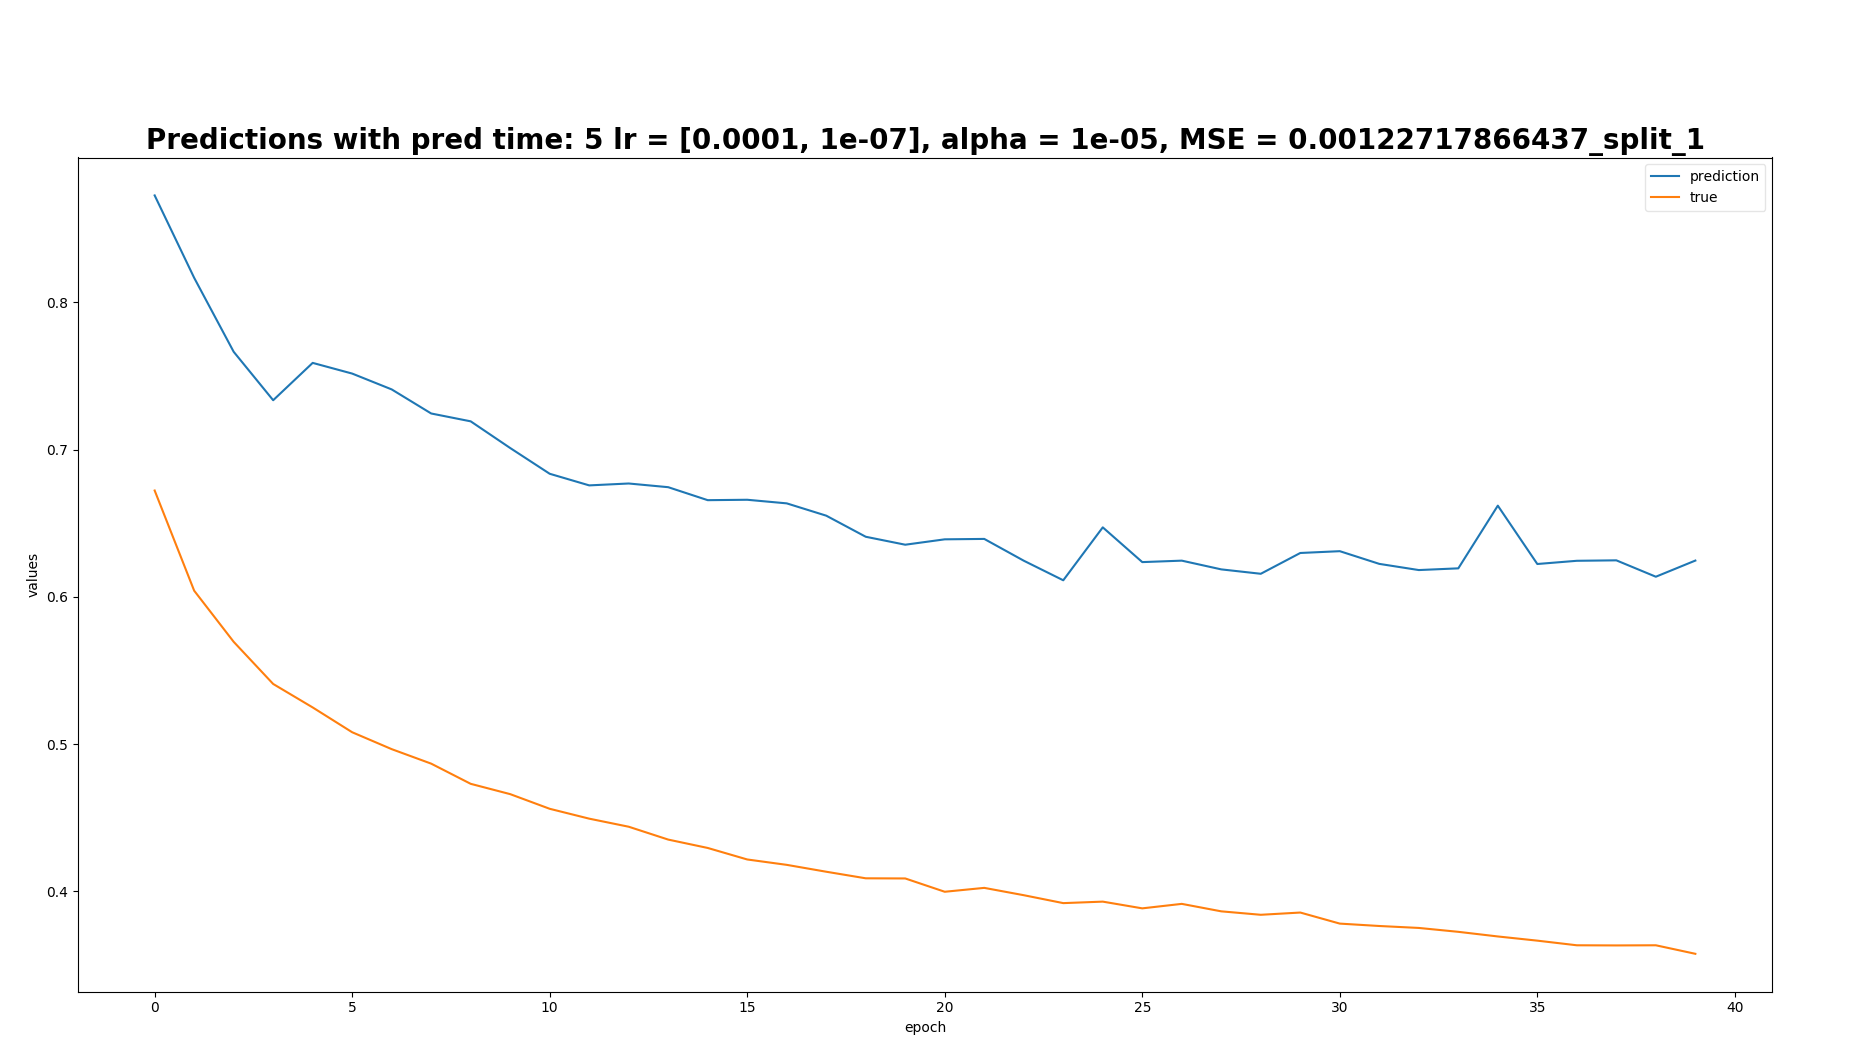 Predictions with pred time: 5 lr = [0.0001, 1e-07], alpha = 1e-05, MSE = 0.00122717866437_split_1
prediction
true
values
0.8
0.7
0.6
0.5
0.4
0 5 10 15 20 25 30 35 40
epoch